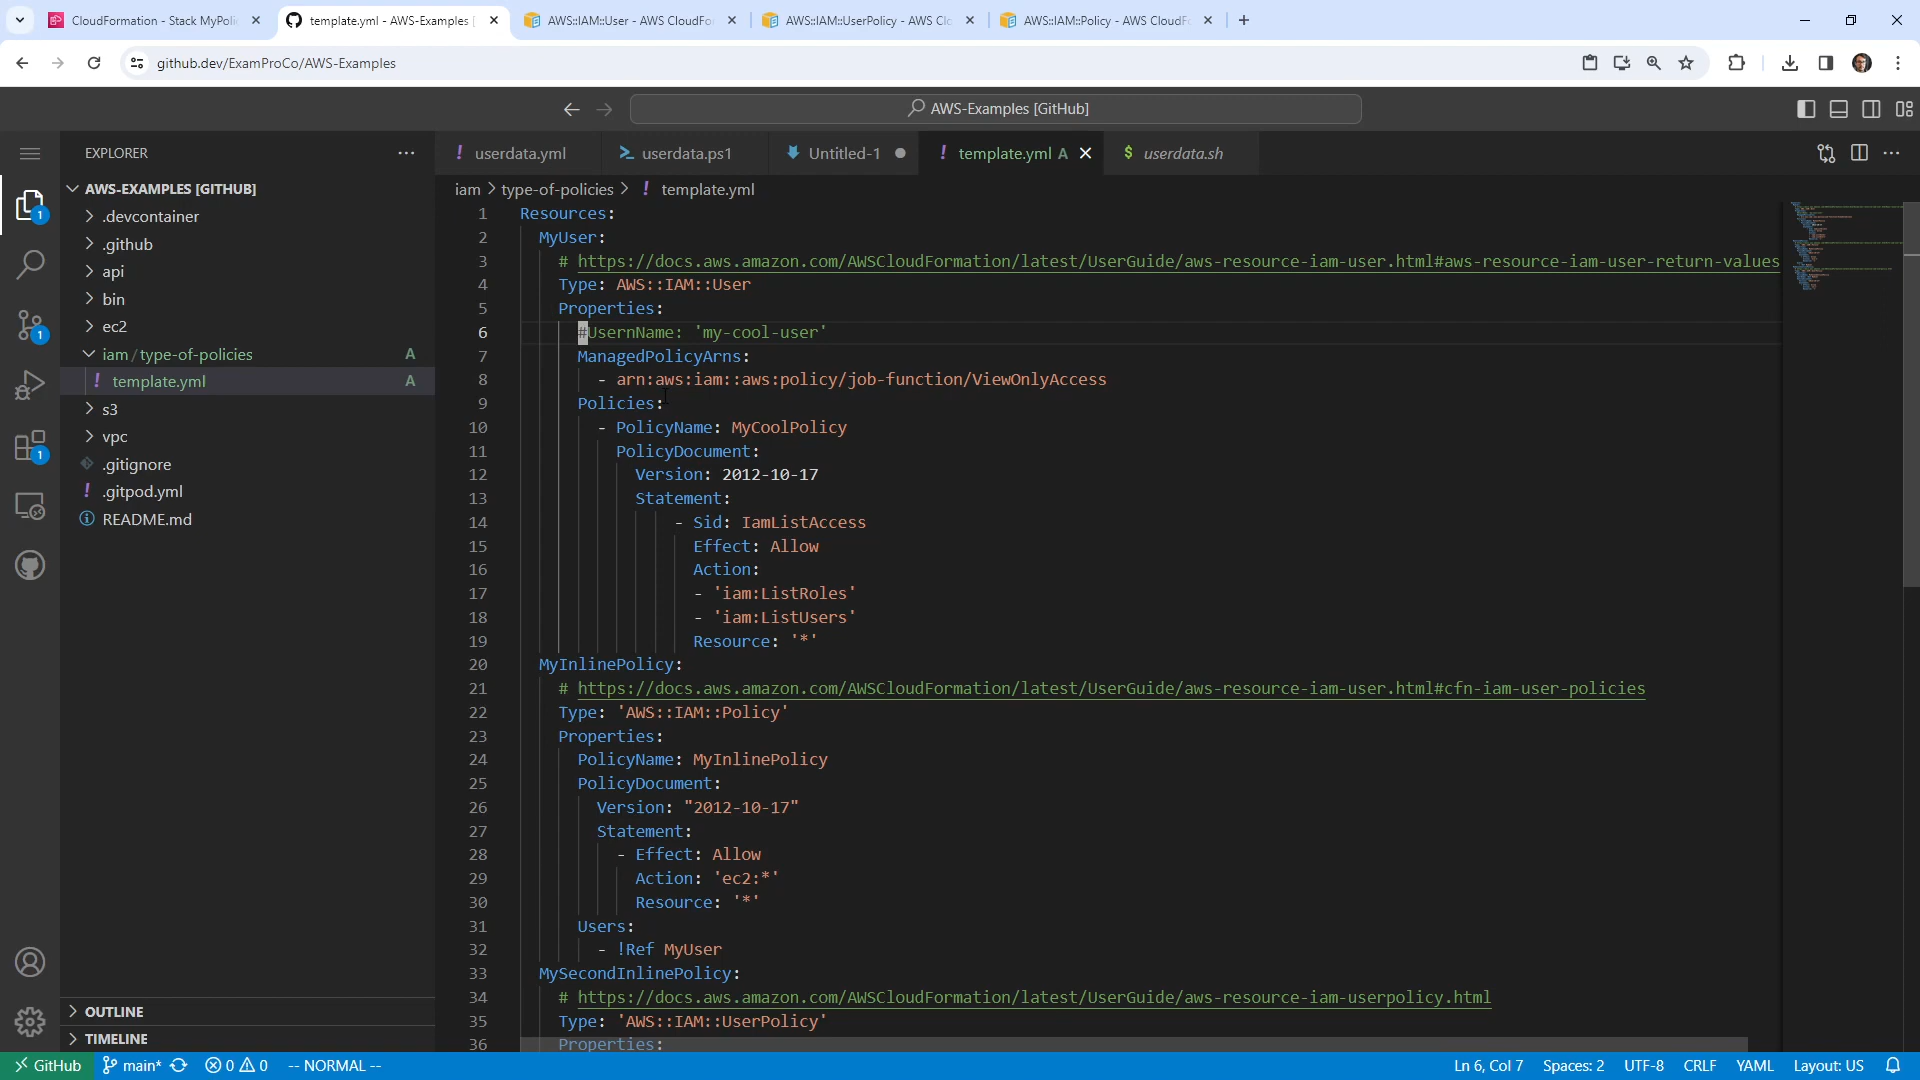 CloudFormation - Stack MyPoli
template.yml - AWS-Examples [
AWS::IAM::User - AWS CloudFo
AWS::IAM::UserPolicy - AWS Cl
AWS::IAM::Policy - AWS CloudF
github.dev/ExamProCo/AWS-Examples
AWS-Examples [GitHub]
EXPLORER
userdata.yml
userdata.ps1
Untitled-1
template.yml A
userdata.sh
AWS-EXAMPLES [GITHUB]
.devcontainer
.github
api
bin
ec2
iam/type-of-policies A
template.yml A
s3
vpc
.gitignore
.gitpod.yml
README.md
OUTLINE
TIMELINE
1
1
1
iam > type-of-policies > ! template.yml
1 Resources:
2 MyUser:
3 # https://docs.aws.amazon.com/AWSCloudFormation/latest/UserGuide/aws-resource-iam-user.html#aws-resource-iam-user-return-values
4 Type: AWS::IAM::User
5 Properties:
6 #UsernName: 'my-cool-user'
7 ManagedPolicyArns:
8 - arn:aws:iam::aws:policy/job-function/ViewOnlyAccess
9 Policies:
10 - PolicyName: MyCoolPolicy
11 PolicyDocument:
12 Version: 2012-10-17
13 Statement:
14 - Sid: IamListAccess
15 Effect: Allow
16 Action:
17 - 'iam:ListRoles'
18 - 'iam:ListUsers'
19 Resource: '*'
20 MyInlinePolicy:
21 # https://docs.aws.amazon.com/AWSCloudFormation/latest/UserGuide/aws-resource-iam-user.html#cfn-iam-user-policies
22 Type: 'AWS::IAM::Policy'
23 Properties:
24 PolicyName: MyInlinePolicy
25 PolicyDocument:
26 Version: "2012-10-17"
27 Statement:
28 - Effect: Allow
29 Action: 'ec2:*'
30 Resource: '*'
31 Users:
32 - !Ref MyUser
33 MySecondInlinePolicy:
34 # https://docs.aws.amazon.com/AWSCloudFormation/latest/UserGuide/aws-resource-iam-userpolicy.html
35 Type: 'AWS::IAM::UserPolicy'
36 Properties:
GitHub main* 0 0 -- NORMAL -- Ln 6, Col 7 Spaces: 2 UTF-8 CRLF YAML Layout: US